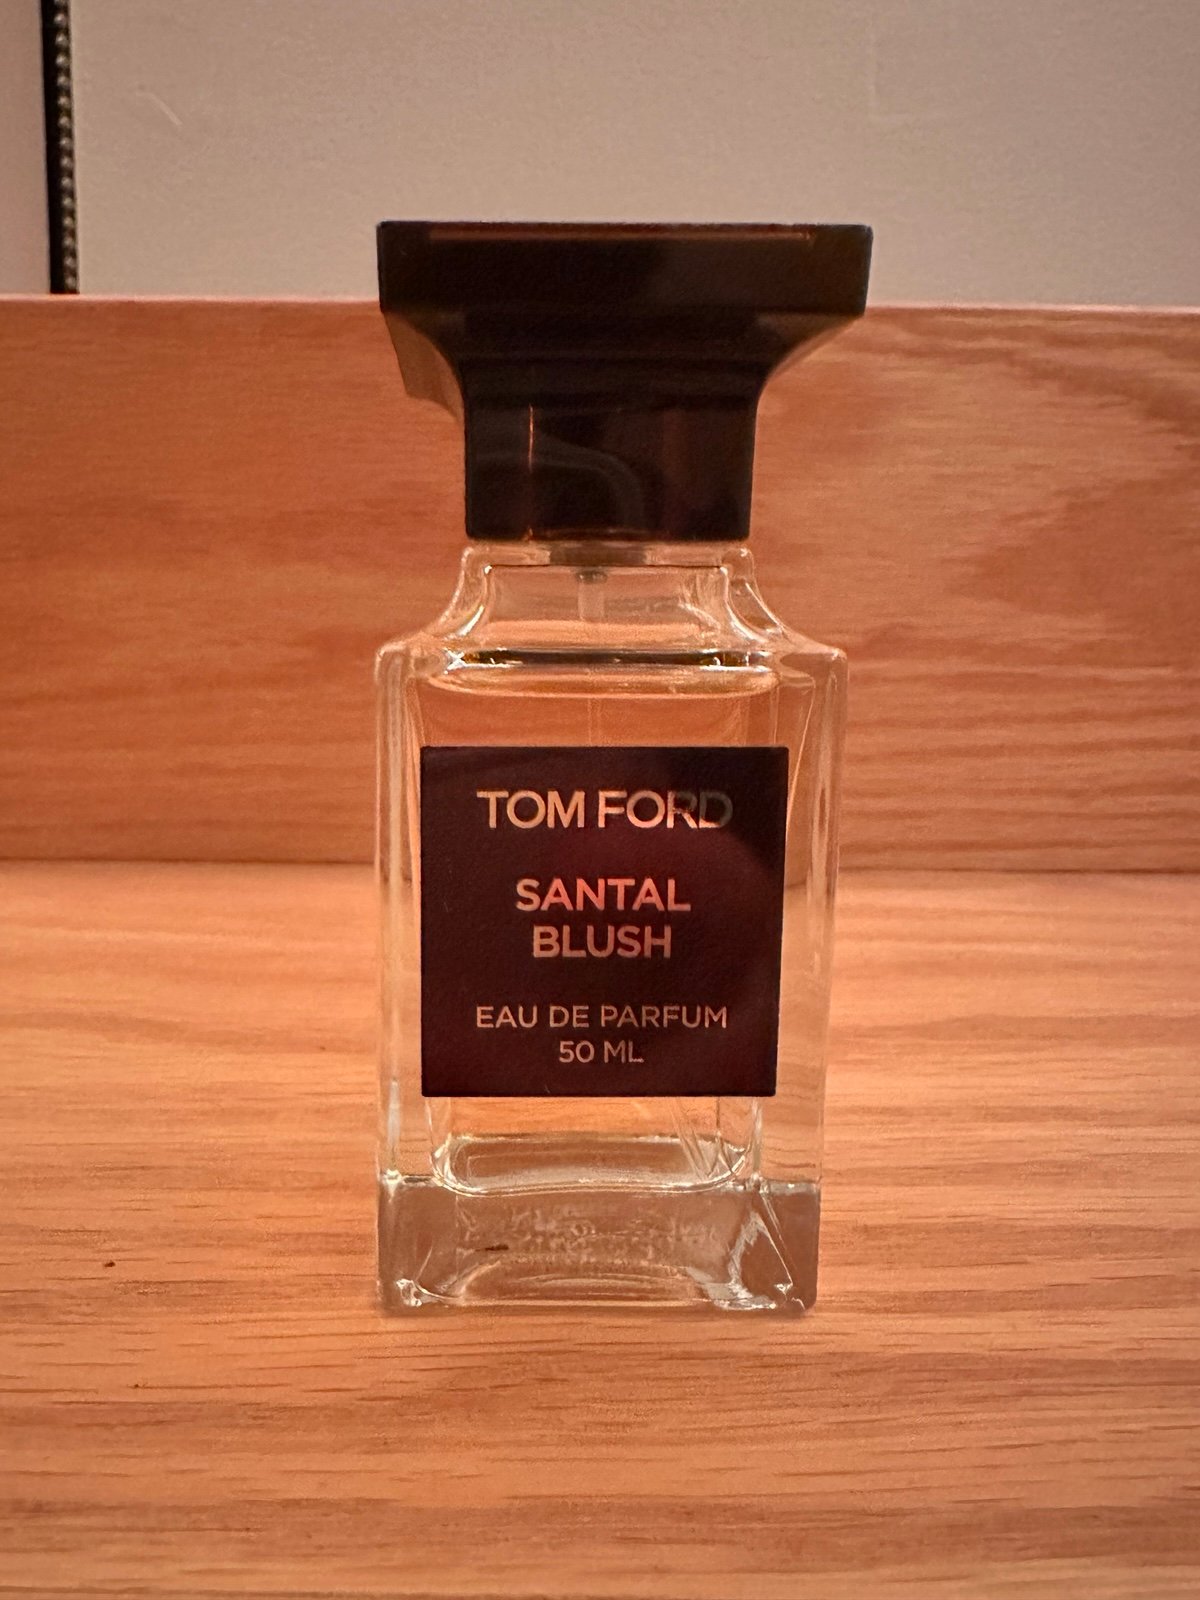 TOM FORD
SANTAL
BLUSH
EAU DE PARFUM
50 ML